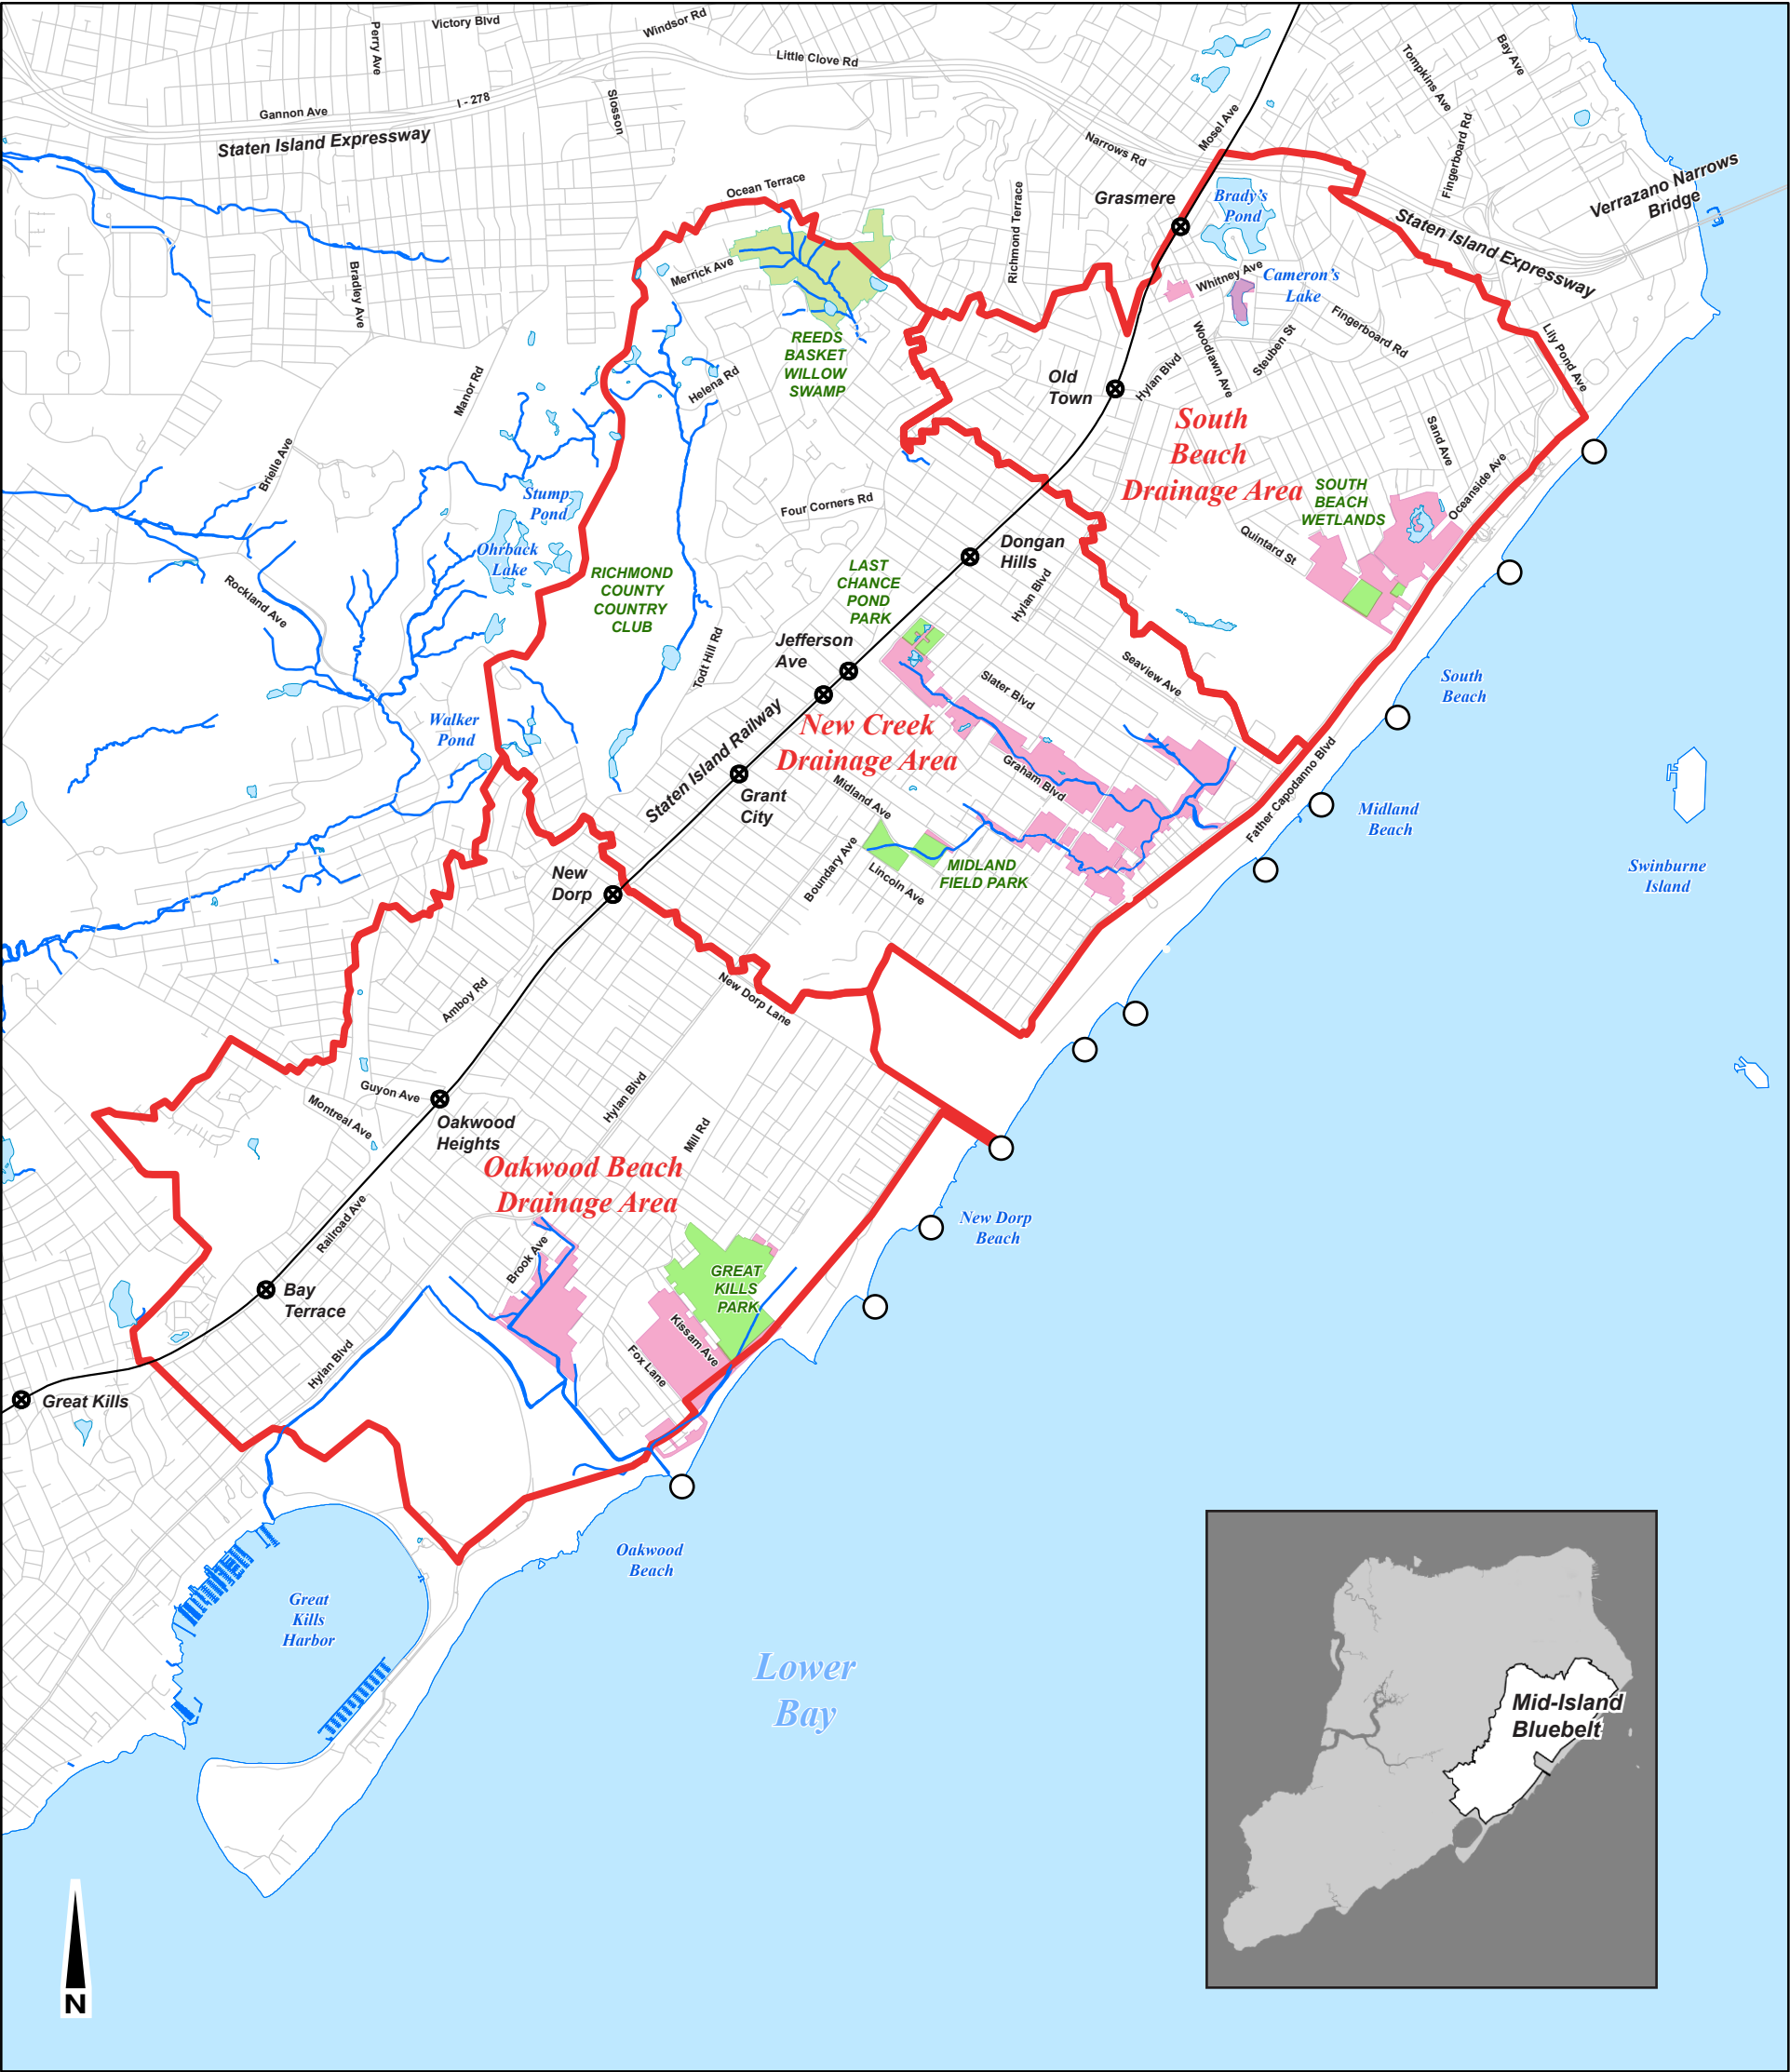 Victory Blvd
Windsor Rd
Perry Ave
Little Clove Rd
Tompkins Ave
Bay Ave
Gannon Ave
I - 278
Slosson
Staten Island Expressway
Mosel Ave
Narrows Rd
Fingerboard Rd
Verrazano Narrows
Bridge
Ocean Terrace
Richmond Terrace
Grasmere
Brady's
Pond
Staten Island Expressway
Bradley Ave
Merrick Ave
Whitney Ave
Cameron's
Lake
REEDS
BASKET
WILLOW
SWAMP
Fingerboard Rd
Woodlawn Ave
Steuben St
Lily Pond Ave
Manor Rd
Helena Rd
Old
Town
Hylan Blvd
South
Beach
Drainage Area
Sand Ave
Brielle Ave
Oceanside Ave
SOUTH
BEACH
WETLANDS
Stump
Pond
Four Corners Rd
Quintard St
Ohrback
Lake
Dongan
Hills
Rockland Ave
RICHMOND
COUNTY
COUNTRY
CLUB
LAST
CHANCE
POND
PARK
Hylan Blvd
Jefferson
Ave
Todt Hill Rd
Seaview Ave
Slater Blvd
South
Beach
Walker
Pond
Staten Island Railway
New Creek
Drainage Area
Graham Blvd
Father Capodanno Blvd
Grant
City
Midland Ave
Midland
Beach
Boundary Ave
Lincoln Ave
MIDLAND
FIELD PARK
Swinburne
Island
New
Dorp
Amboy Rd
New Dorp Lane
Guyon Ave
Montreal Ave
Hylan Blvd
Oakwood
Heights
Mill Rd
Oakwood Beach
Drainage Area
Railroad Ave
New Dorp
Beach
Brook Ave
GREAT
KILLS
PARK
Bay
Terrace
Kissam Ave
Fox Lane
Hylan Blvd
Great Kills
Oakwood
Beach
Great
Kills
Harbor
Lower
Bay
Mid-Island
Bluebelt
N